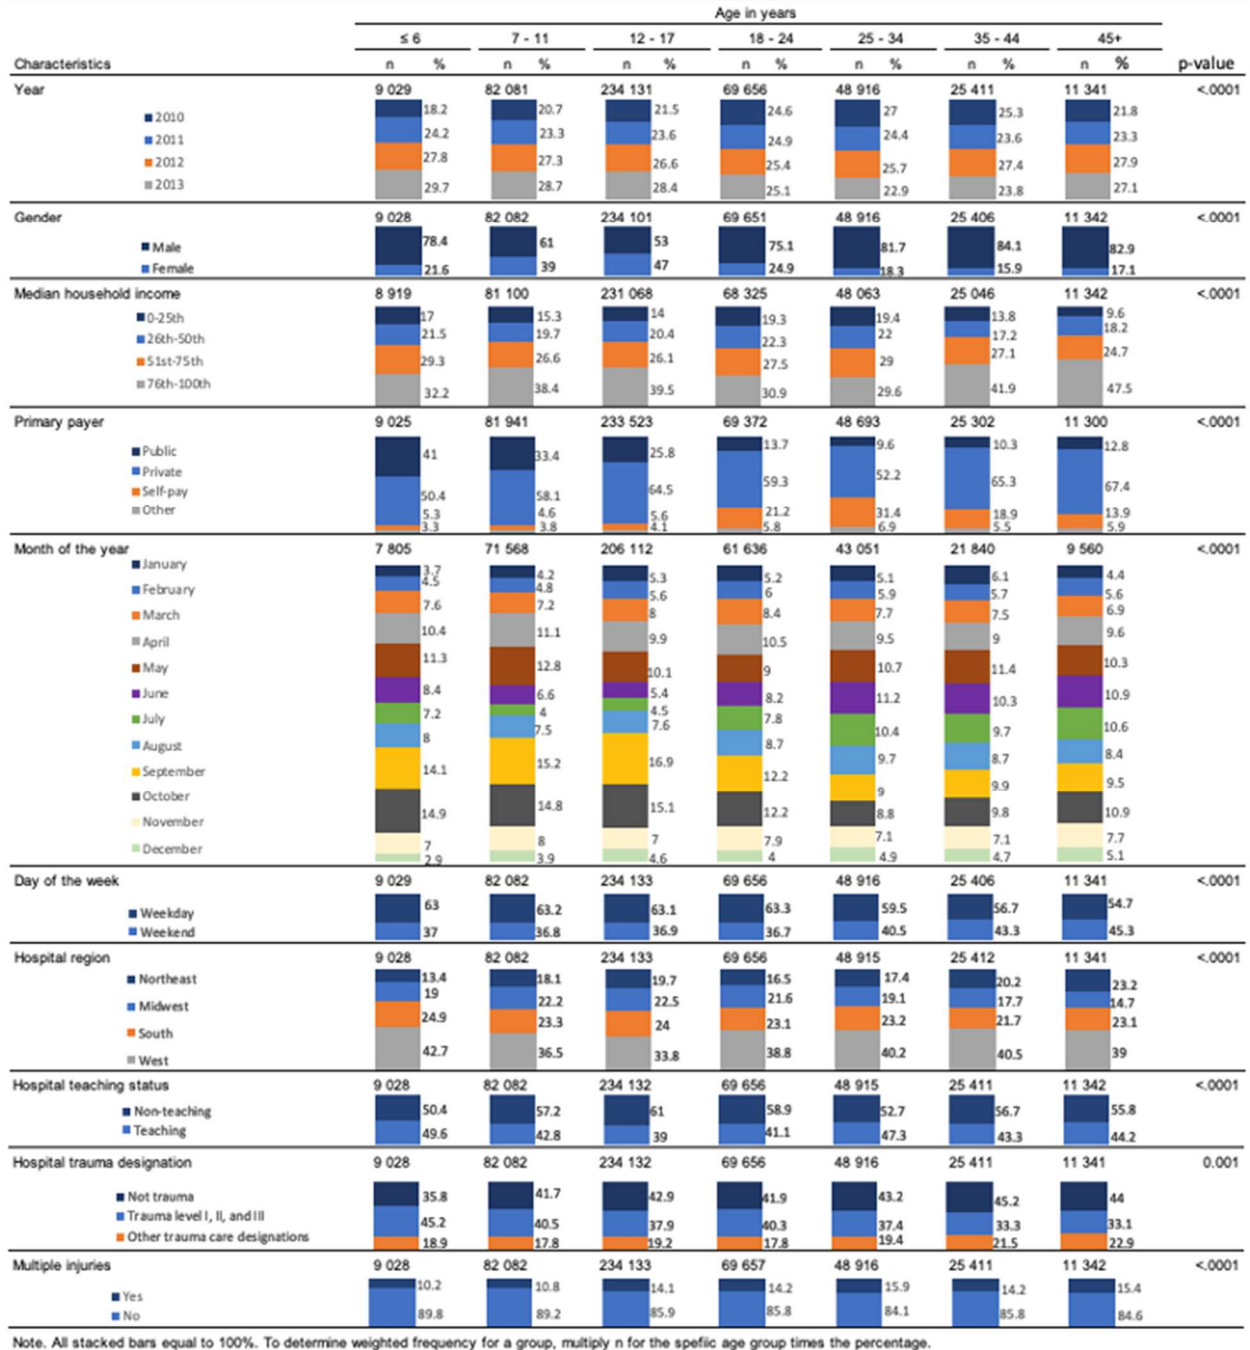 Age in years
≤ 6 7 - 11 12 - 17 18 - 24 25 - 34 35 - 44 45+
Characteristics n % n % n % n % n % n % n % p-value
Year 9 029 82 081 234 131 69 656 48 916 25 411 11 341 <.0001
2010 18.2 20.7 21.5 24.6 27 25.3 21.8
2011 24.2 23.3 23.6 24.9 24.4 23.6 23.3
2012 27.8 27.3 26.6 25.4 25.7 27.4 27.9
2013 29.7 28.7 28.4 25.1 22.9 23.8 27.1
Gender 9 028 82 082 234 101 69 651 48 916 25 406 11 342 <.0001
Male 78.4 61 53 75.1 81.7 84.1 82.9
Female 21.6 39 47 24.9 18.3 15.9 17.1
Median household income 8 919 81 100 231 068 68 325 48 063 25 046 11 342 <.0001
0-25th 17 15.3 14 19.3 19.4 13.8 9.6
26th-50th 21.5 19.7 20.4 22.3 22 17.2 18.2
51st-75th 29.3 26.6 26.1 27.5 29 27.1 24.7
76th-100th 32.2 38.4 39.5 30.9 29.6 41.9 47.5
Primary payer 9 025 81 941 233 523 69 372 48 693 25 302 11 300 <.0001
Public 41 33.4 25.8 13.7 9.6 10.3 12.8
Private 50.4 58.1 64.5 59.3 52.2 65.3 67.4
Self-pay 5.3 4.6 5.6 21.2 31.4 18.9 13.9
Other 3.3 3.8 4.1 5.8 6.9 5.5 5.9
Month of the year 7 805 71 568 206 112 61 636 43 051 21 840 9 560 <.0001
January 3.7 4.2 5.3 5.2 5.1 6.1 4.4
February 4.5 4.8 5.6 6 5.9 5.7 5.6
March 7.6 7.2 8 8.4 7.7 7.5 6.9
April 10.4 11.1 9.9 10.5 9.5 9 9.6
May 11.3 12.8 10.1 9 10.7 11.4 10.3
June 8.4 6.6 5.4 8.2 11.2 10.3 10.9
July 7.2 4 4.5 7.8 10.4 9.7 10.6
August 8 7.5 7.6 8.7 9.7 8.7 8.4
September 14.1 15.2 16.9 12.2 9 9.9 9.5
October 14.9 14.8 15.1 12.2 8.8 9.8 10.9
November 7 8 7 7.9 7.1 7.1 7.7
December 2.9 3.9 4.6 4 4.9 4.7 5.1
Day of the week 9 029 82 082 234 133 69 656 48 916 25 406 11 341 <.0001
Weekday 63 63.2 63.1 63.3 59.5 56.7 54.7
Weekend 37 36.8 36.9 36.7 40.5 43.3 45.3
Hospital region 9 028 82 082 234 133 69 656 48 915 25 412 11 341 <.0001
Northeast 13.4 18.1 19.7 16.5 17.4 20.2 23.2
Midwest 19 22.2 22.5 21.6 19.1 17.7 14.7
South 24.9 23.3 24 23.1 23.2 21.7 23.1
West 42.7 36.5 33.8 38.8 40.2 40.5 39
Hospital teaching status 9 028 82 082 234 132 69 656 48 915 25 411 11 342 <.0001
Non-teaching 50.4 57.2 61 58.9 52.7 56.7 55.8
Teaching 49.6 42.8 39 41.1 47.3 43.3 44.2
Hospital trauma designation 9 028 82 082 234 132 69 656 48 916 25 411 11 341 0.001
Not trauma 35.8 41.7 42.9 41.9 43.2 45.2 44
Trauma level I, II, and III 45.2 40.5 37.9 40.3 37.4 33.3 33.1
Other trauma care designations 18.9 17.8 19.2 17.8 19.4 21.5 22.9
Multiple injuries 9 028 82 082 234 133 69 657 48 916 25 411 11 342 <.0001
Yes 10.2 10.8 14.1 14.2 15.9 14.2 15.4
No 89.8 89.2 85.9 85.8 84.1 85.8 84.6
Note. All stacked bars equal to 100%. To determine weighted frequency for a group, multiply n for the spefiic age group times the percentage.